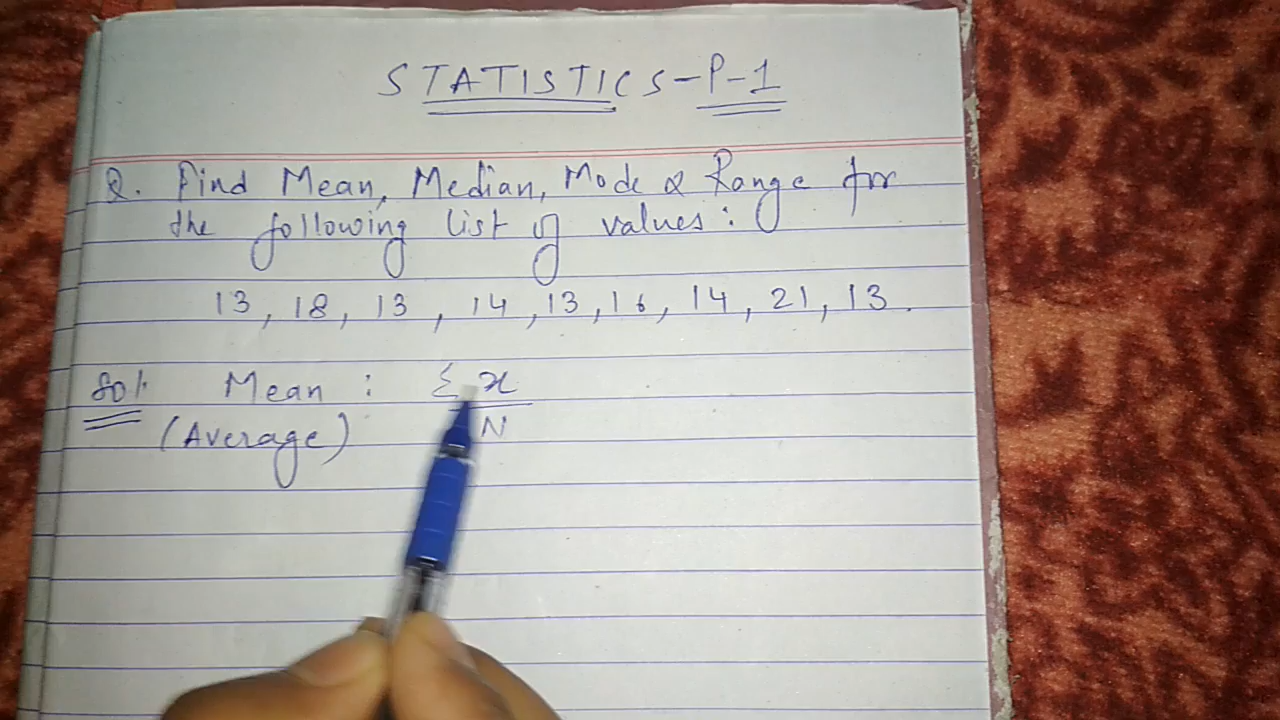 STATISTICS-P-1
Q. Find Mean, Median, Mode & Range for
the following list of values:
13, 18, 13, 14, 13, 16, 14, 21, 13.
Sol. Mean : Σx
(Average) N